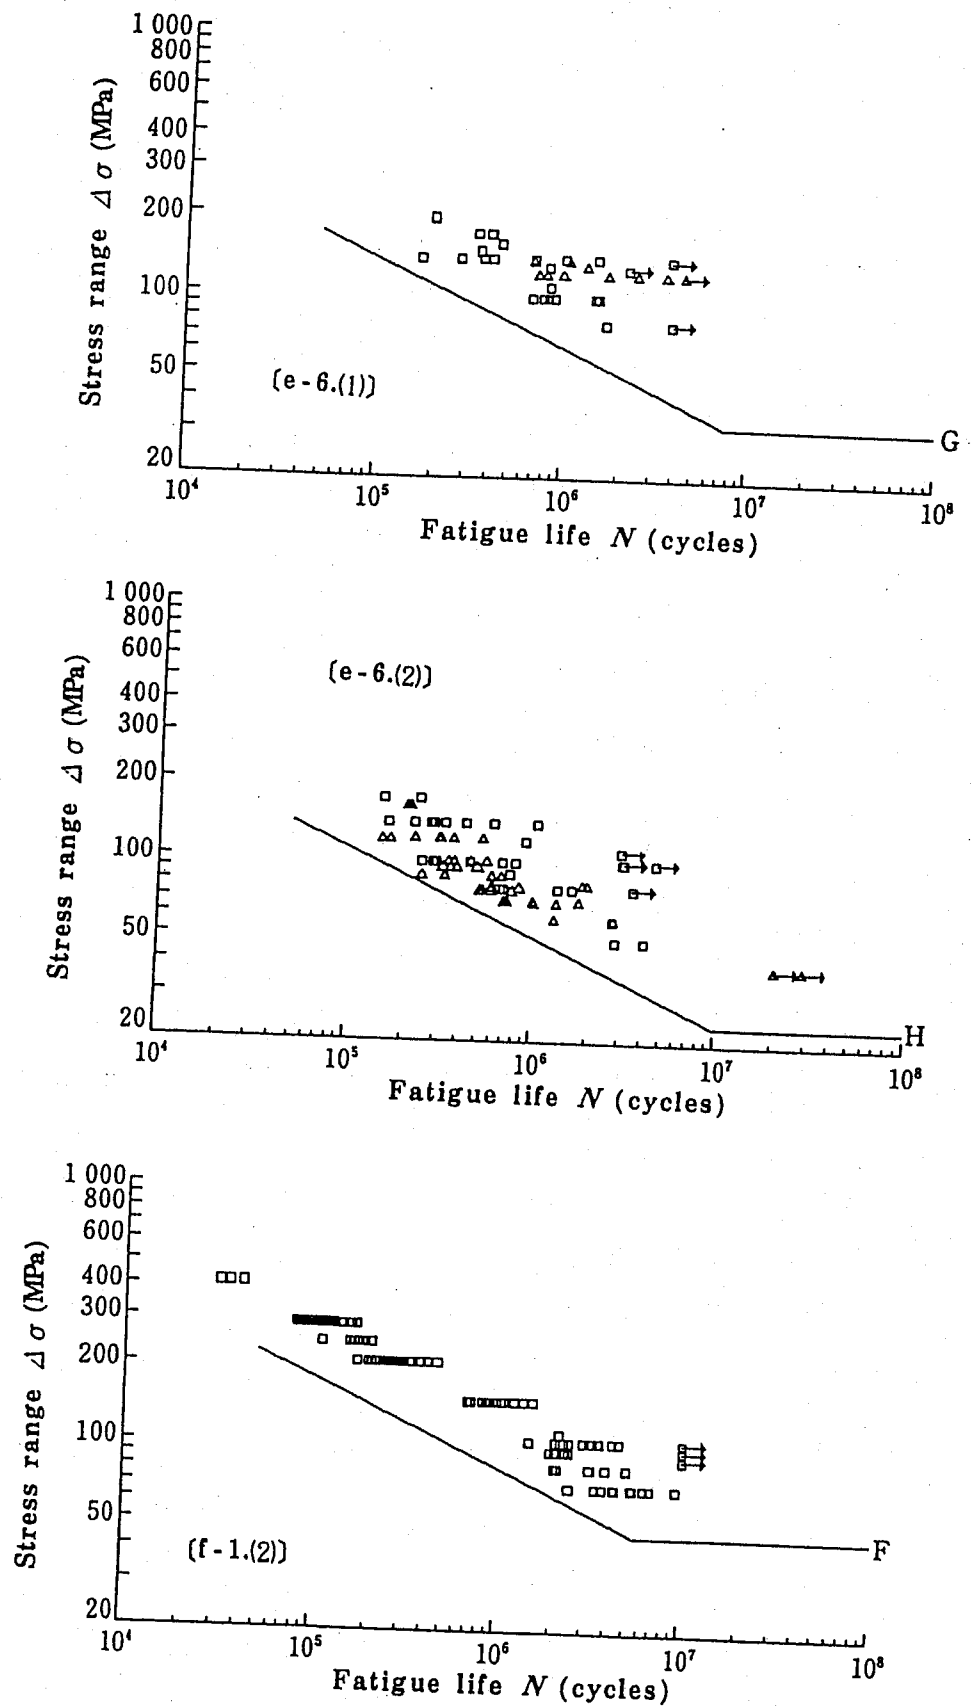 1 000
800
600
400
300
200
100
50
20
Stress range Δσ (MPa)
[e-6.(1)]
G
10⁴ 10⁵ 10⁶ 10⁷ 10⁸
Fatigue life N (cycles)
1 000
800
600
400
300
200
100
50
20
Stress range Δσ (MPa)
[e-6.(2)]
H
10⁴ 10⁵ 10⁶ 10⁷ 10⁸
Fatigue life N (cycles)
1 000
800
600
400
300
200
100
50
20
Stress range Δσ (MPa)
[f-1.(2)]
F
10⁴ 10⁵ 10⁶ 10⁷ 10⁸
Fatigue life N (cycles)